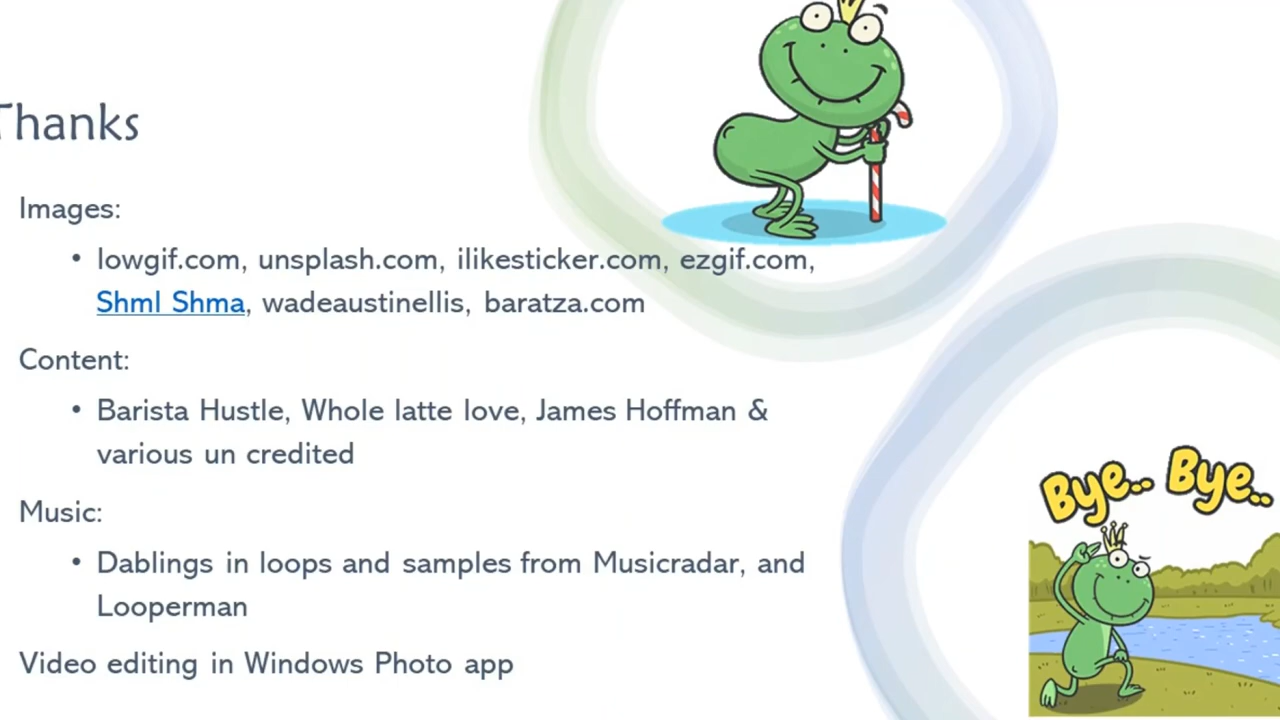 Thanks
Images:
• lowgif.com, unsplash.com, ilikesticker.com, ezgif.com,
Shml Shma, wadeaustinellis, baratza.com
Content:
• Barista Hustle, Whole latte love, James Hoffman &
various un credited
Music:
• Dablings in loops and samples from Musicradar, and
Looperman
Video editing in Windows Photo app
Bye.. Bye..